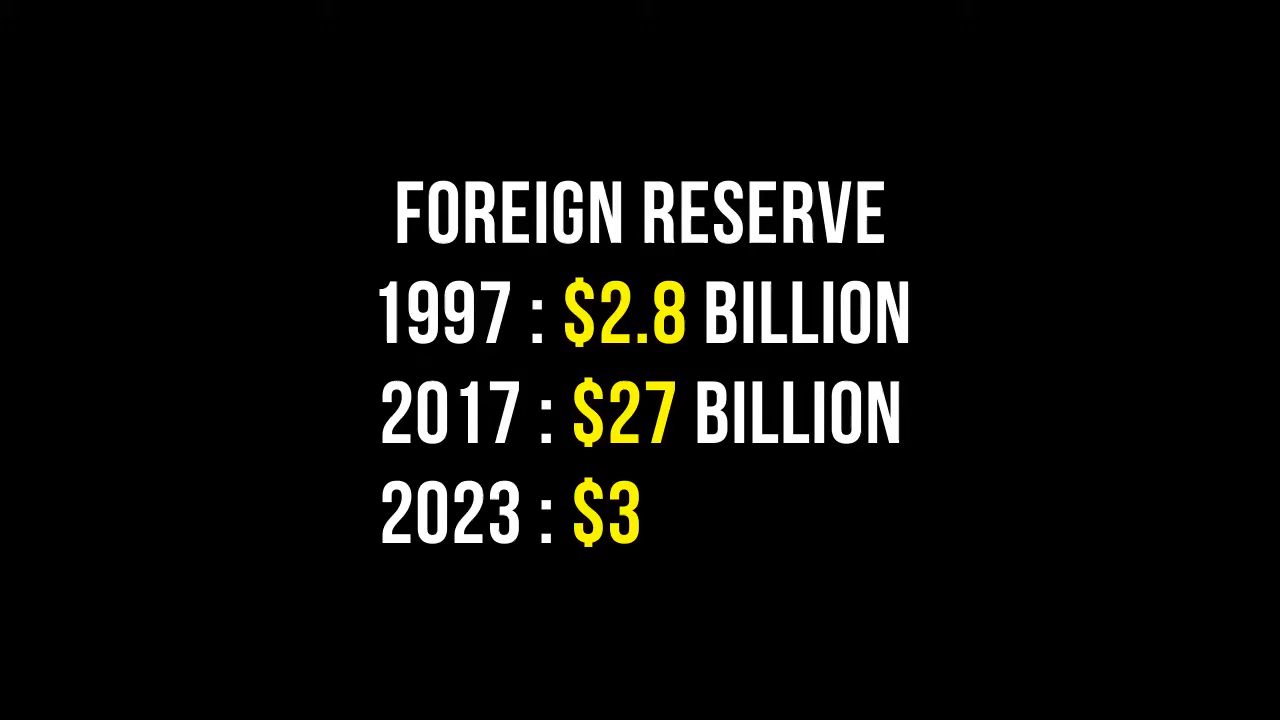 FOREIGN RESERVE
1997 : $2.8 BILLION
2017 : $27 BILLION
2023 : $3